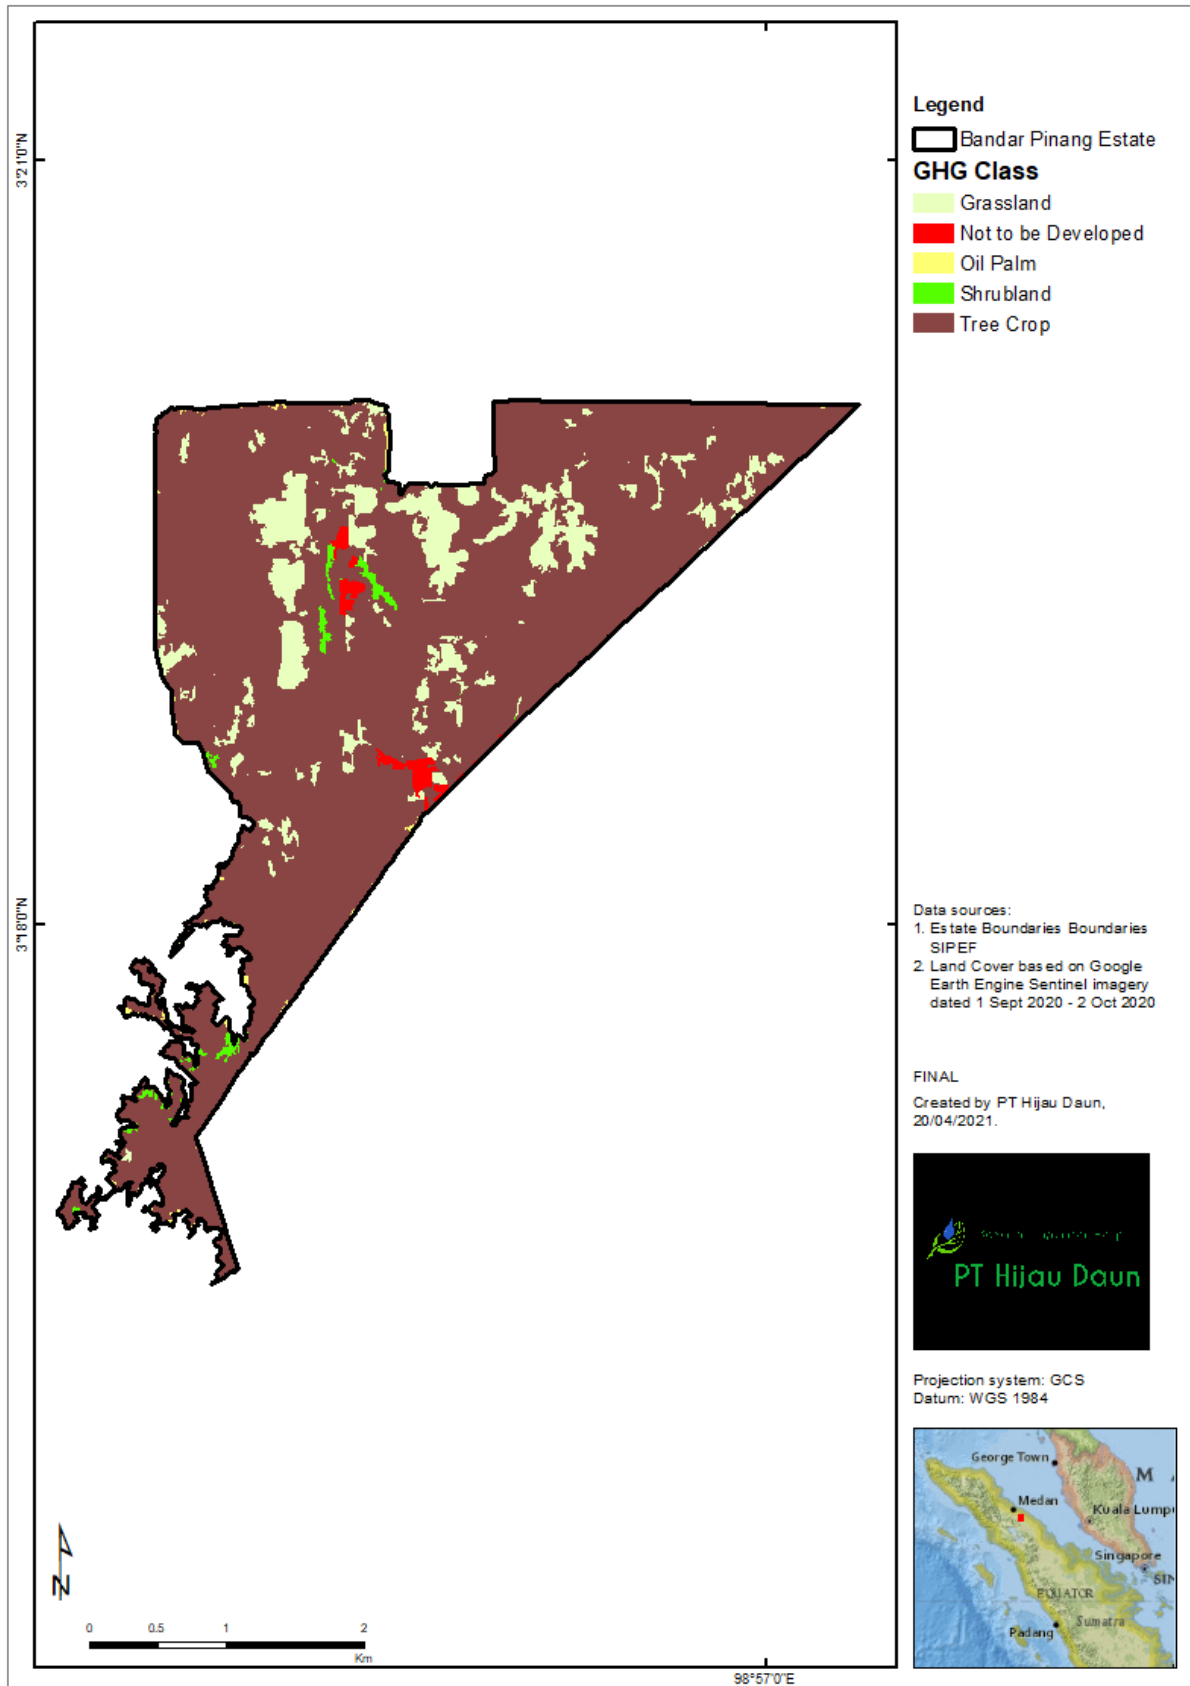 3°21'0"N
3°18'0"N
98°57'0"E
Legend
Bandar Pinang Estate
GHG Class
Grassland
Not to be Developed
Oil Palm
Shrubland
Tree Crop
Data sources:
1. Estate Boundaries Boundaries
SIPEF
2. Land Cover based on Google
Earth Engine Sentinel imagery
dated 1 Sept 2020 - 2 Oct 2020
FINAL
Created by PT Hijau Daun,
20/04/2021.
PT Hijau Daun
Projection system: GCS
Datum: WGS 1984
George Town
M
Medan
Kuala Lump
Singapore
SIN
EQUATOR
Sumatra
Padang
N
0 0.5 1 2
Km